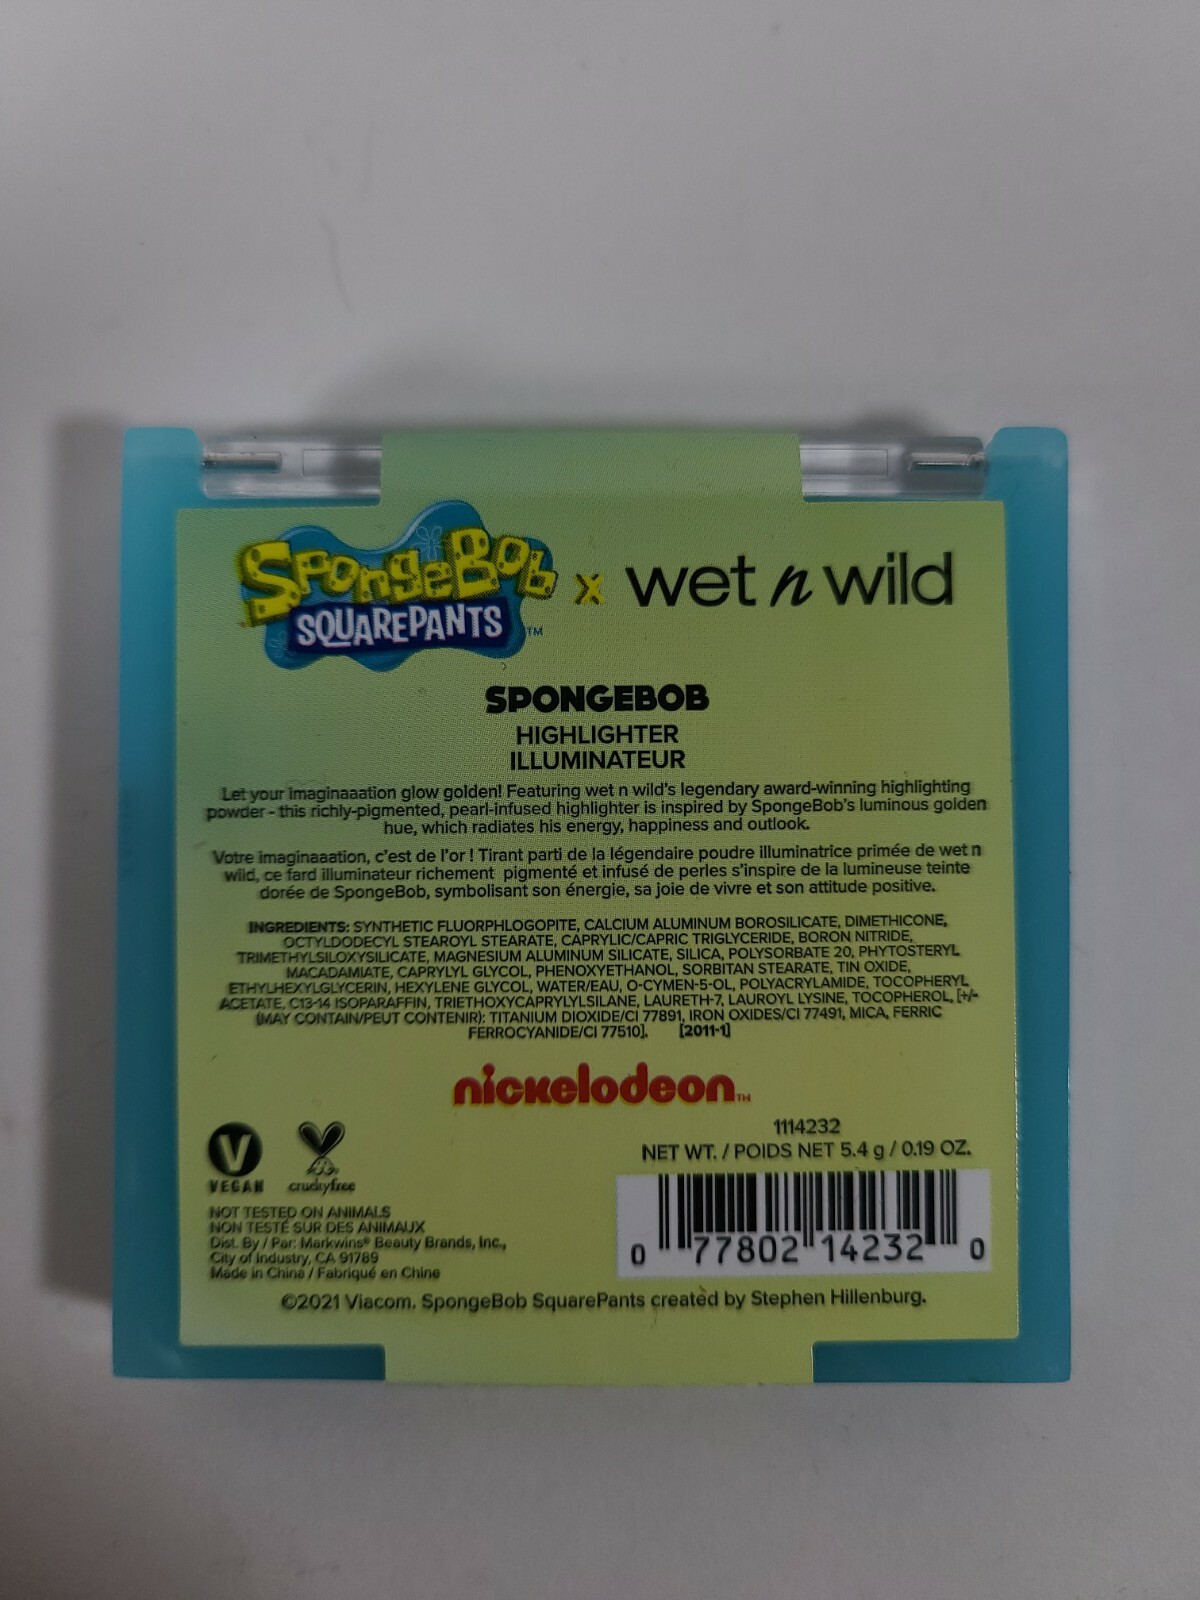 SPONGEBOB
SQUAREPANTS™ x wet n wild
SPONGEBOB
HIGHLIGHTER
ILLUMINATEUR
Let your imaginaaation glow golden! Featuring wet n wild's legendary award-winning highlighting
powder - this richly-pigmented, pearl-infused highlighter is inspired by SpongeBob's luminous golden
hue, which radiates his energy, happiness and outlook.
Votre imaginaaation, c'est de l'or ! Tirant parti de la légendaire poudre illuminatrice primée de wet n
wild, ce fard illuminateur richement pigmenté et infusé de perles s'inspire de la lumineuse teinte
dorée de SpongeBob, symbolisant son énergie, sa joie de vivre et son attitude positive.
INGREDIENTS: SYNTHETIC FLUORPHLOGOPITE, CALCIUM ALUMINUM BOROSILICATE, DIMETHICONE,
OCTYLDODECYL STEAROYL STEARATE, CAPRYLIC/CAPRIC TRIGLYCERIDE, BORON NITRIDE,
TRIMETHYLSILOXYSILICATE, MAGNESIUM ALUMINUM SILICATE, SILICA, POLYSORBATE 20, PHYTOSTERYL
MACADAMIATE, CAPRYLYL GLYCOL, PHENOXYETHANOL, SORBITAN STEARATE, TIN OXIDE,
ETHYLHEXYLGLYCERIN, HEXYLENE GLYCOL, WATER/EAU, O-CYMEN-5-OL, POLYACRYLAMIDE, TOCOPHERYL
ACETATE, C13-14 ISOPARAFFIN, TRIETHOXYCAPRYLYLSILANE, LAURETH-7, LAUROYL LYSINE, TOCOPHEROL, [+/-
(MAY CONTAIN/PEUT CONTENIR): TITANIUM DIOXIDE/CI 77891, IRON OXIDES/CI 77491, MICA, FERRIC
FERROCYANIDE/CI 77510]. [2011-1]
nickelodeon™
1114232
NET WT. / POIDS NET 5.4 g / 0.19 OZ.
V
VEGAN
crueltyfree
NOT TESTED ON ANIMALS
NON TESTÉ SUR DES ANIMAUX
Dist. By / Par: Markwins® Beauty Brands, Inc.,
City of Industry, CA 91789
Made in China / Fabriqué en Chine
0 77802 14232 0
©2021 Viacom. SpongeBob SquarePants created by Stephen Hillenburg.